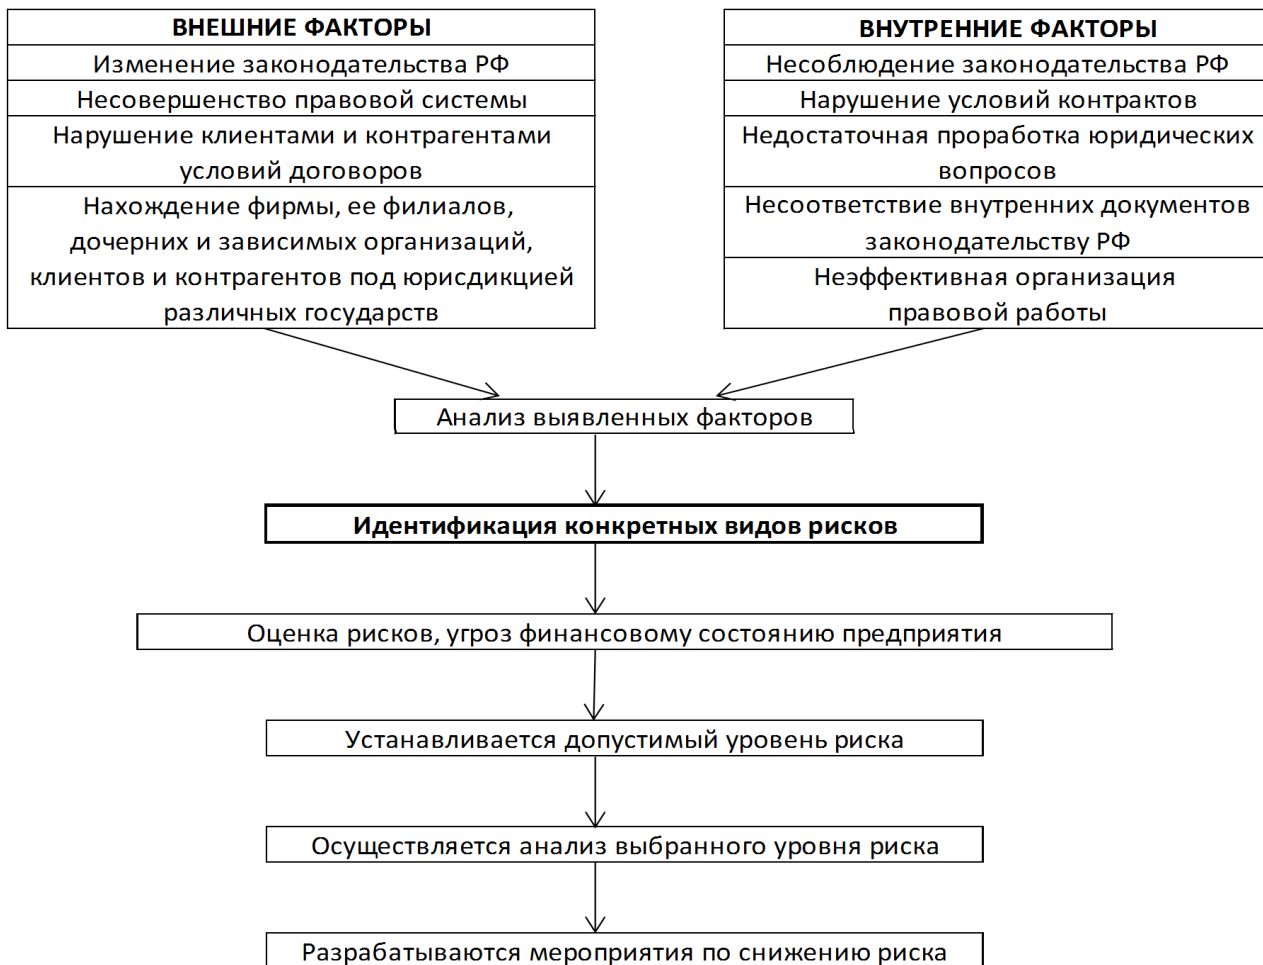 ВНЕШНИЕ ФАКТОРЫ
Изменение законодательства РФ
Несовершенство правовой системы
Нарушение клиентами и контрагентами
условий договоров
Нахождение фирмы, ее филиалов,
дочерних и зависимых организаций,
клиентов и контрагентов под юрисдикцией
различных государств
ВНУТРЕННИЕ ФАКТОРЫ
Несоблюдение законодательства РФ
Нарушение условий контрактов
Недостаточная проработка юридических
вопросов
Несоответствие внутренних документов
законодательству РФ
Неэффективная организация
правовой работы
Анализ выявленных факторов
Идентификация конкретных видов рисков
Оценка рисков, угроз финансовому состоянию предприятия
Устанавливается допустимый уровень риска
Осуществляется анализ выбранного уровня риска
Разрабатываются мероприятия по снижению риска